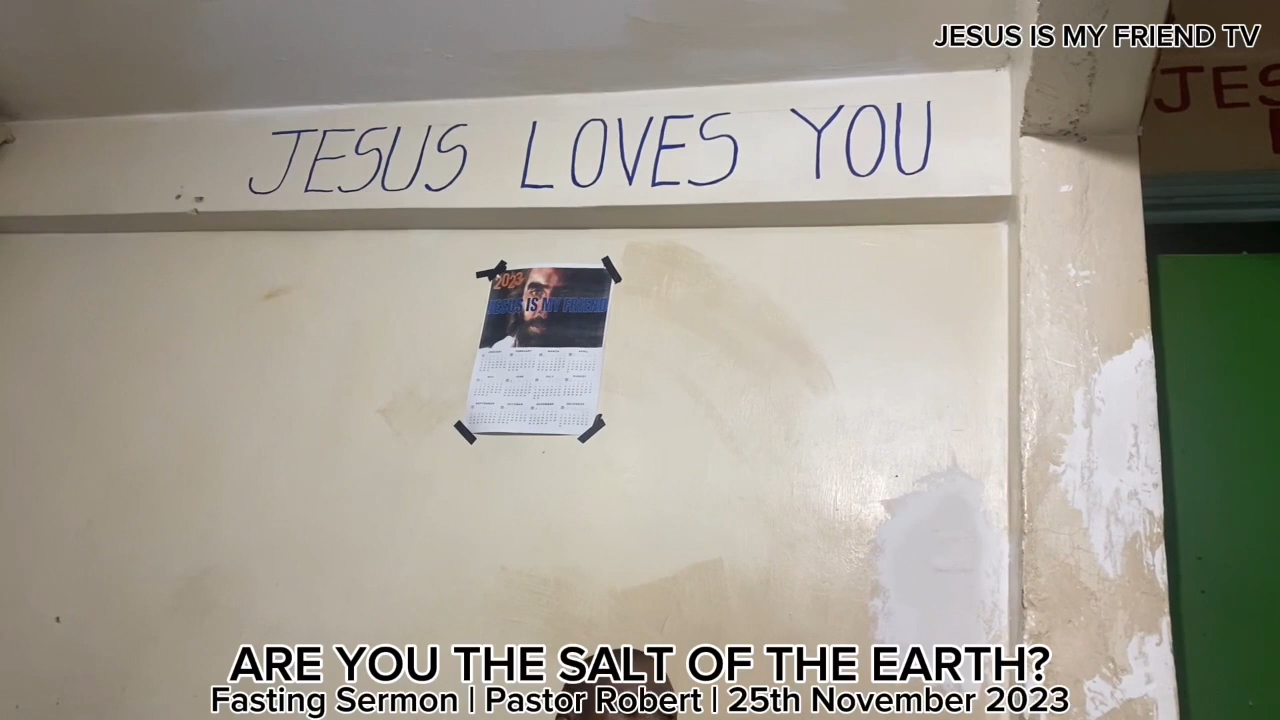 JESUS IS MY FRIEND TV
JESUS LOVES YOU
2023
JESUS IS MY FRIEND
ARE YOU THE SALT OF THE EARTH?
Fasting Sermon | Pastor Robert | 25th November 2023